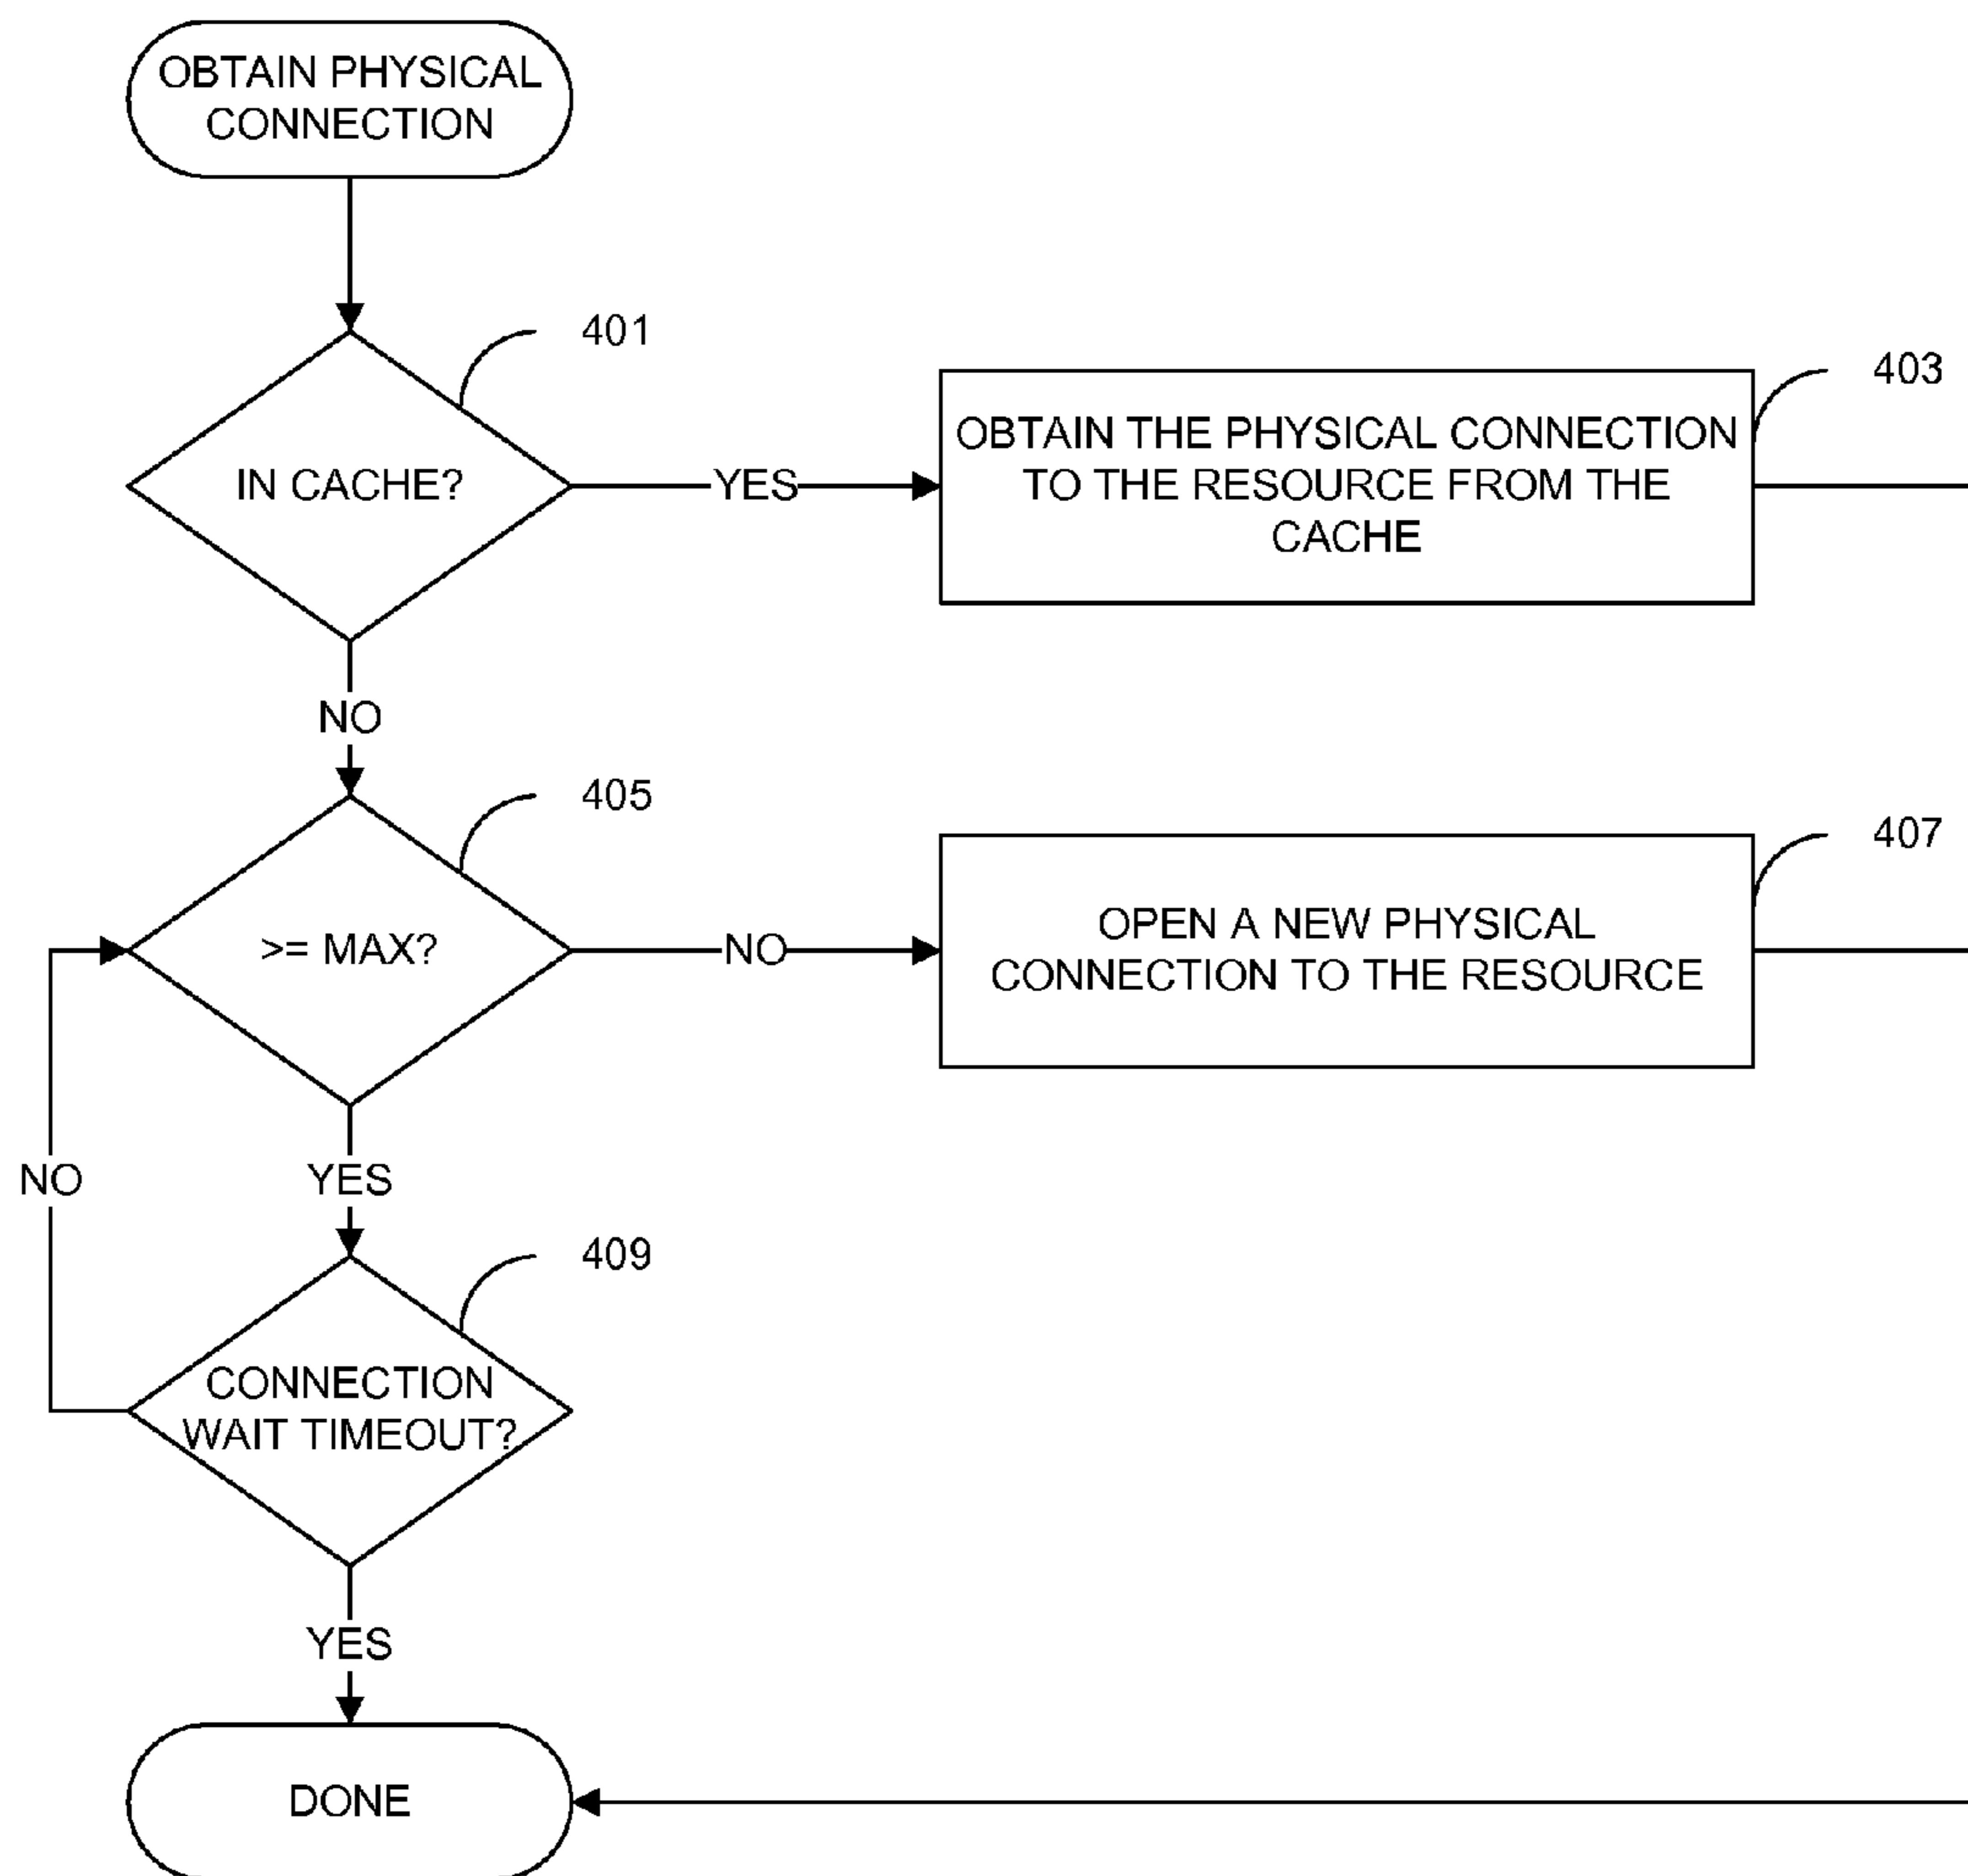 OBTAIN PHYSICAL
CONNECTION
401
IN CACHE?
YES
403
OBTAIN THE PHYSICAL CONNECTION
TO THE RESOURCE FROM THE
CACHE
NO
405
>= MAX?
NO
407
OPEN A NEW PHYSICAL
CONNECTION TO THE RESOURCE
NO
YES
409
CONNECTION
WAIT TIMEOUT?
YES
DONE